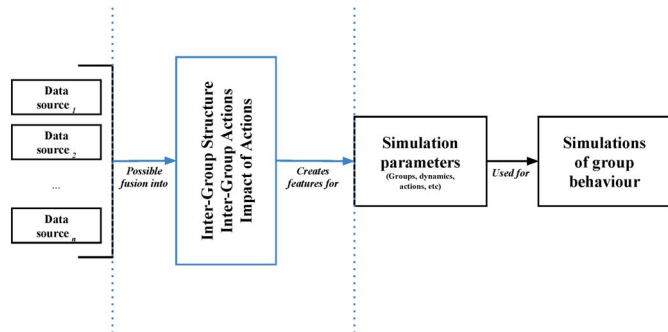 Data
source 1
Data
source 2
...
Data
source n
Possible
fusion into
Inter-Group Structure
Inter-Group Actions
Impact of Actions
Creates
features for
Simulation
parameters
(Groups, dynamics,
actions, etc)
Used for
Simulations
of group
behaviour